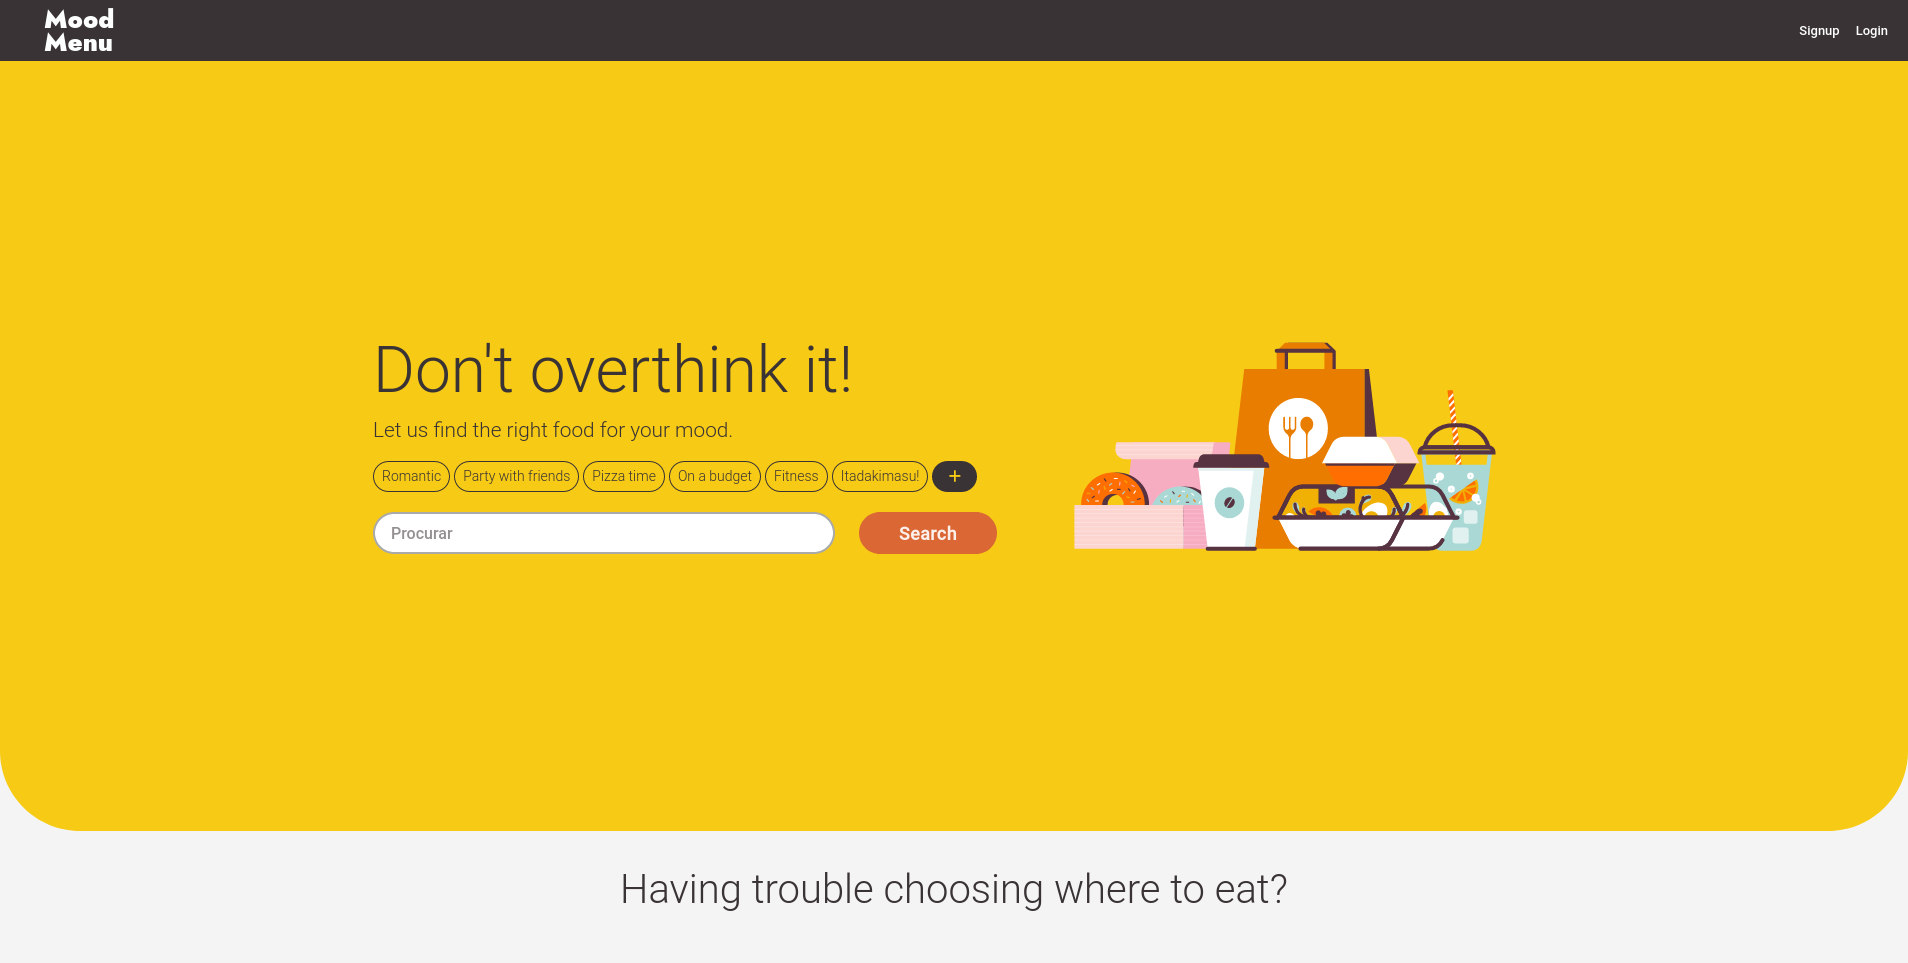 Mood
Menu
Signup Login
Don't overthink it!
Let us find the right food for your mood.
Romantic Party with friends Pizza time On a budget Fitness Itadakimasu! +
Procurar Search
Having trouble choosing where to eat?